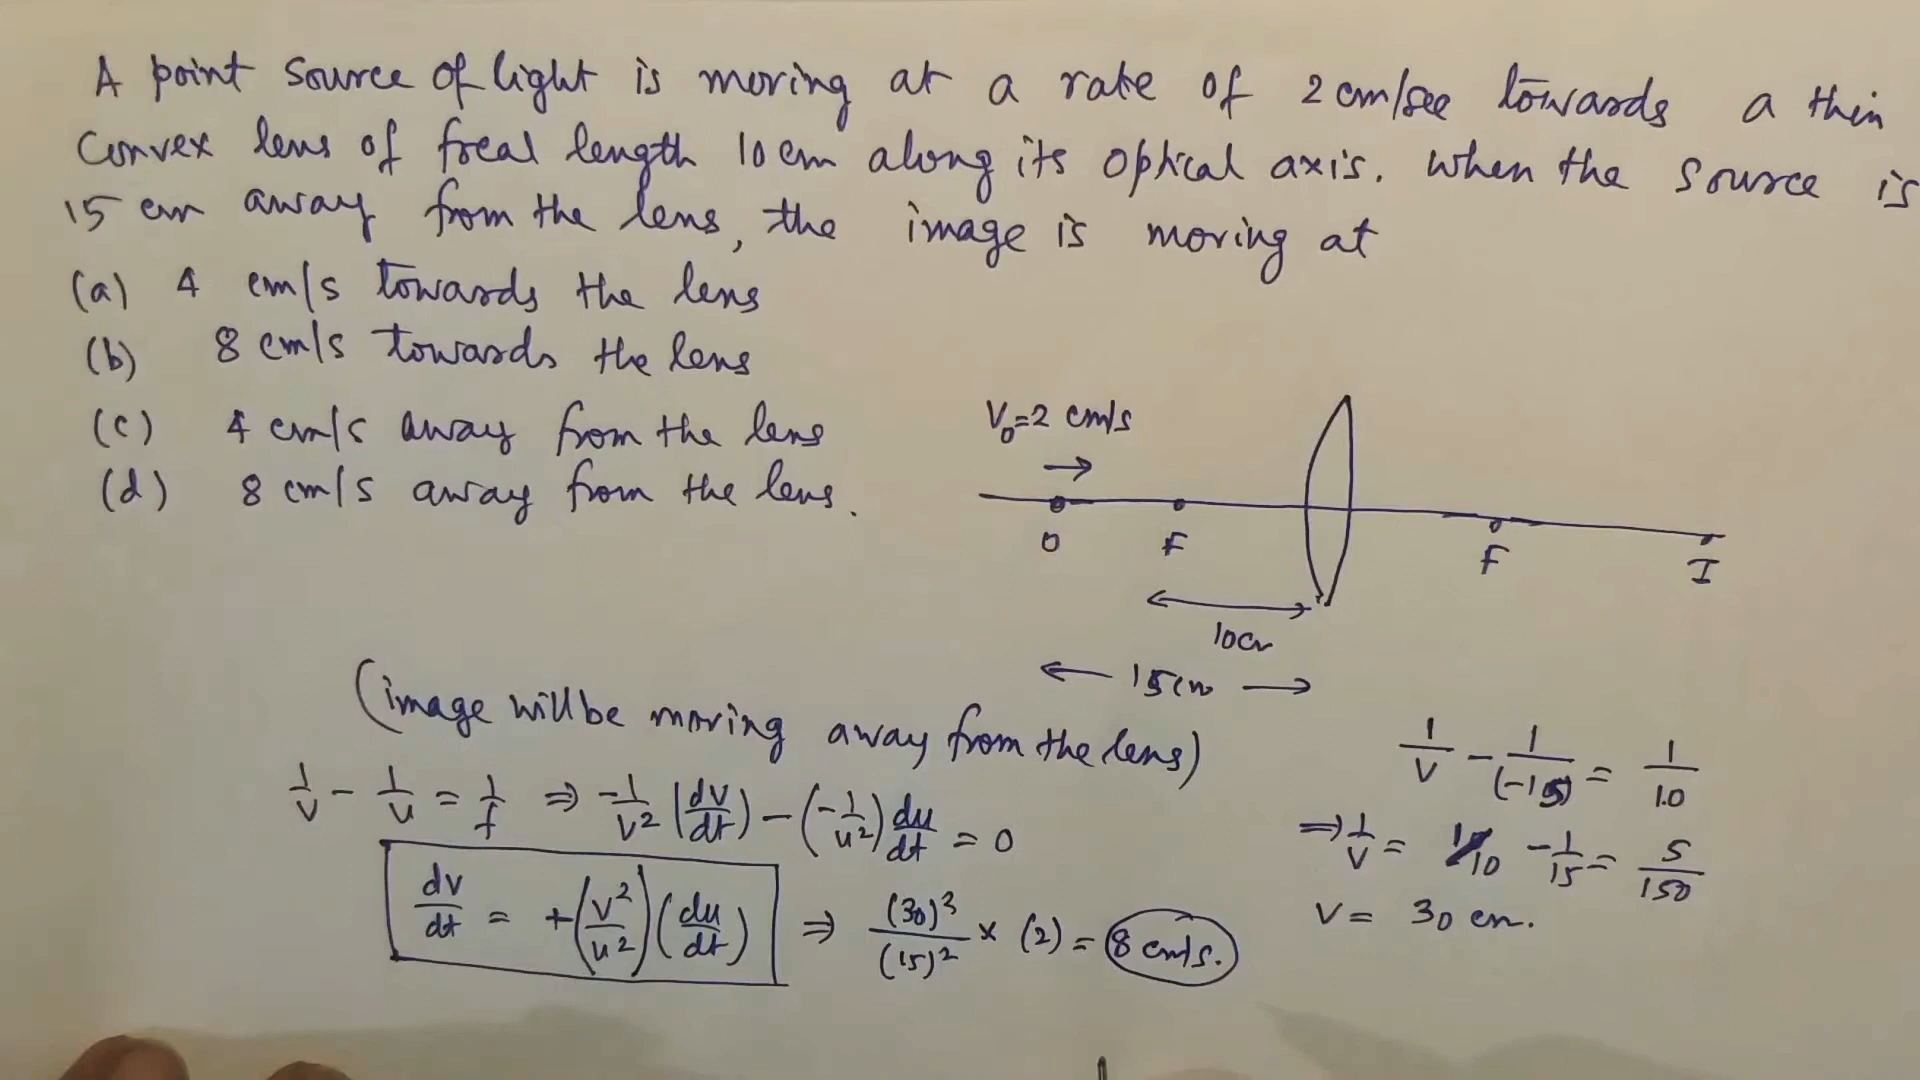 A point source of light is moving at a rate of 2 cm/sec towards a thin
convex lens of focal length 10 cm along its optical axis. When the source is
15 cm away from the lens, the image is moving at
(a) 4 cm/s towards the lens
(b) 8 cm/s towards the lens
(c) 4 cm/s away from the lens
(d) 8 cm/s away from the lens.
V₀=2 cm/s
→
O F F I
10cm
← 15cm →
(image will be moving away from the lens)
1/v - 1/u = 1/f ⇒ -1/v² (dv/dt) - (-1/u²) du/dt = 0
dv/dt = +(v²/u²)(du/dt) ⇒ (30)³/(15)² × (2) = 8 cm/s.
1/v - 1/(-15) = 1/10
⇒ 1/v = 1/10 - 1/15 = 5/150
v = 30 cm.